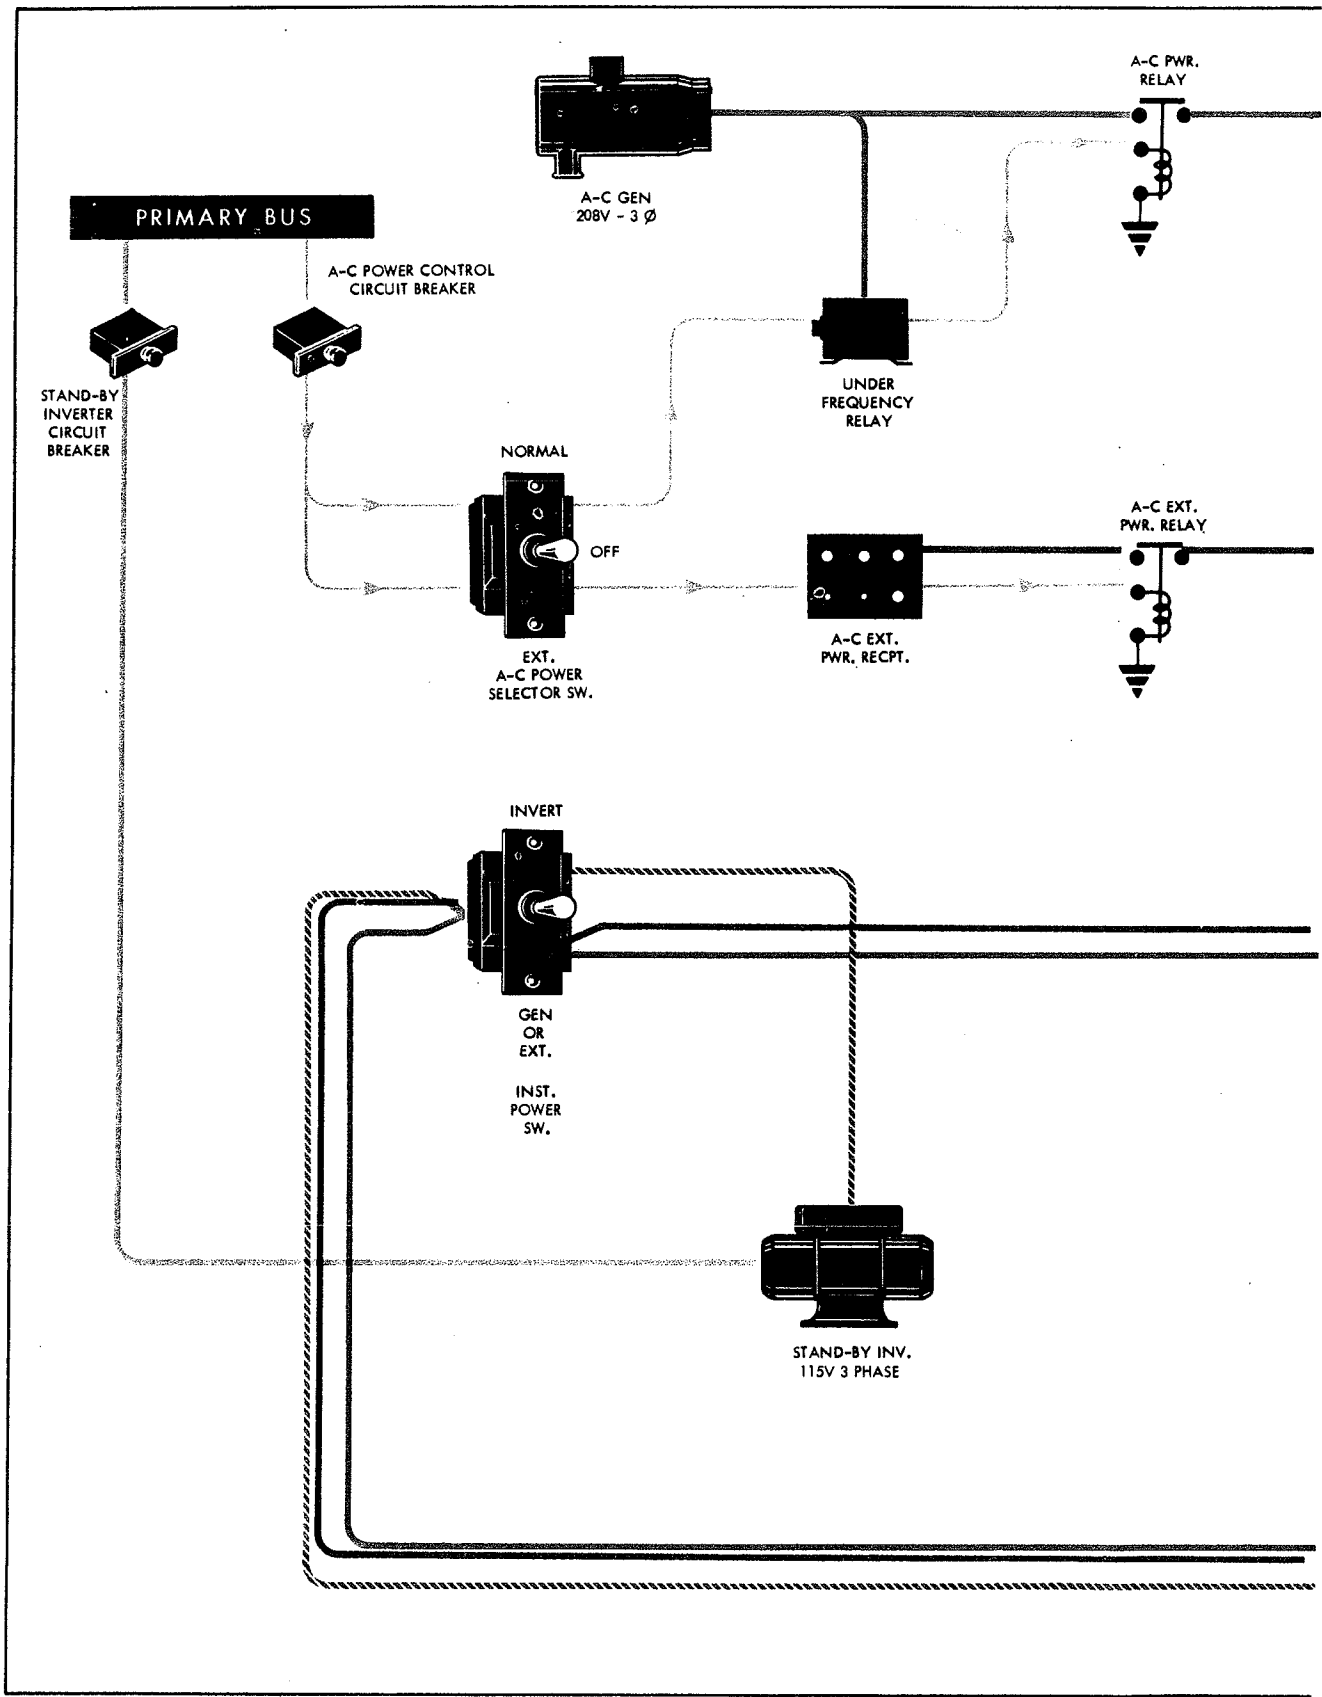 A-C PWR.
RELAY
A-C GEN
208V - 3 Ø
PRIMARY BUS
A-C POWER CONTROL
CIRCUIT BREAKER
STAND-BY
INVERTER
CIRCUIT
BREAKER
UNDER
FREQUENCY
RELAY
NORMAL
OFF
A-C EXT.
PWR. RELAY
EXT.
A-C POWER
SELECTOR SW.
A-C EXT.
PWR. RECPT.
INVERT
GEN
OR
EXT.
INST.
POWER
SW.
STAND-BY INV.
115V 3 PHASE